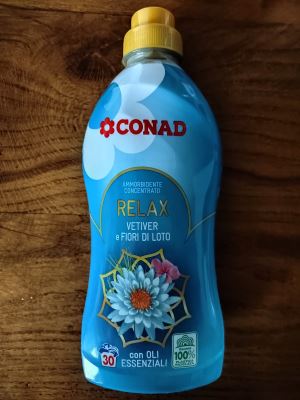 CONAD
AMMORBIDENTE
CONCENTRATO
RELAX
VETIVER
e FIORI DI LOTO
30
con OLI
ESSENZIALI
100%